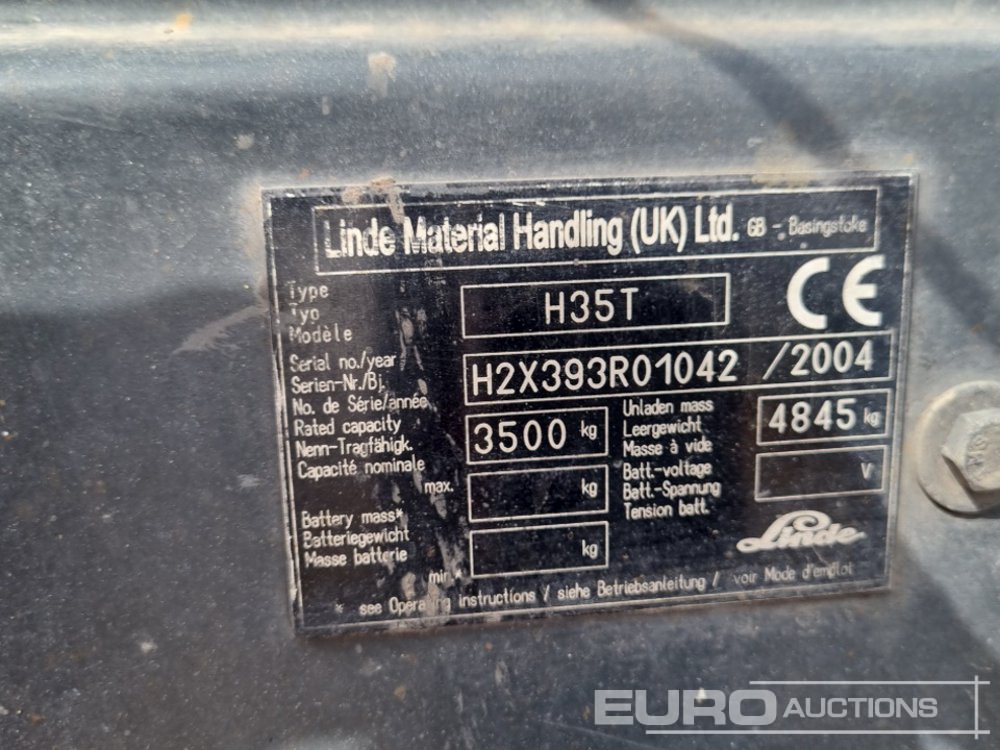 Linde Material Handling (UK) Ltd. GB - Basingstoke
Type
Typ
Modèle
H35T
CE
Serial no./year
Serien-Nr./Bj.
No. de Série/année
H2X393R01042 / 2004
Rated capacity
Nenn-Tragfähigk.
Capacité nominale
3500 kg
Unladen mass
Leergewicht
Masse à vide
4845 kg
max. kg
Batt.-voltage
Batt.-Spannung
Tension batt.
V
Battery mass*
Batteriegewicht
Masse batterie
min.* kg
Linde
* see Operating instructions / siehe Betriebsanleitung / voir Mode d'emploi
EURO AUCTIONS